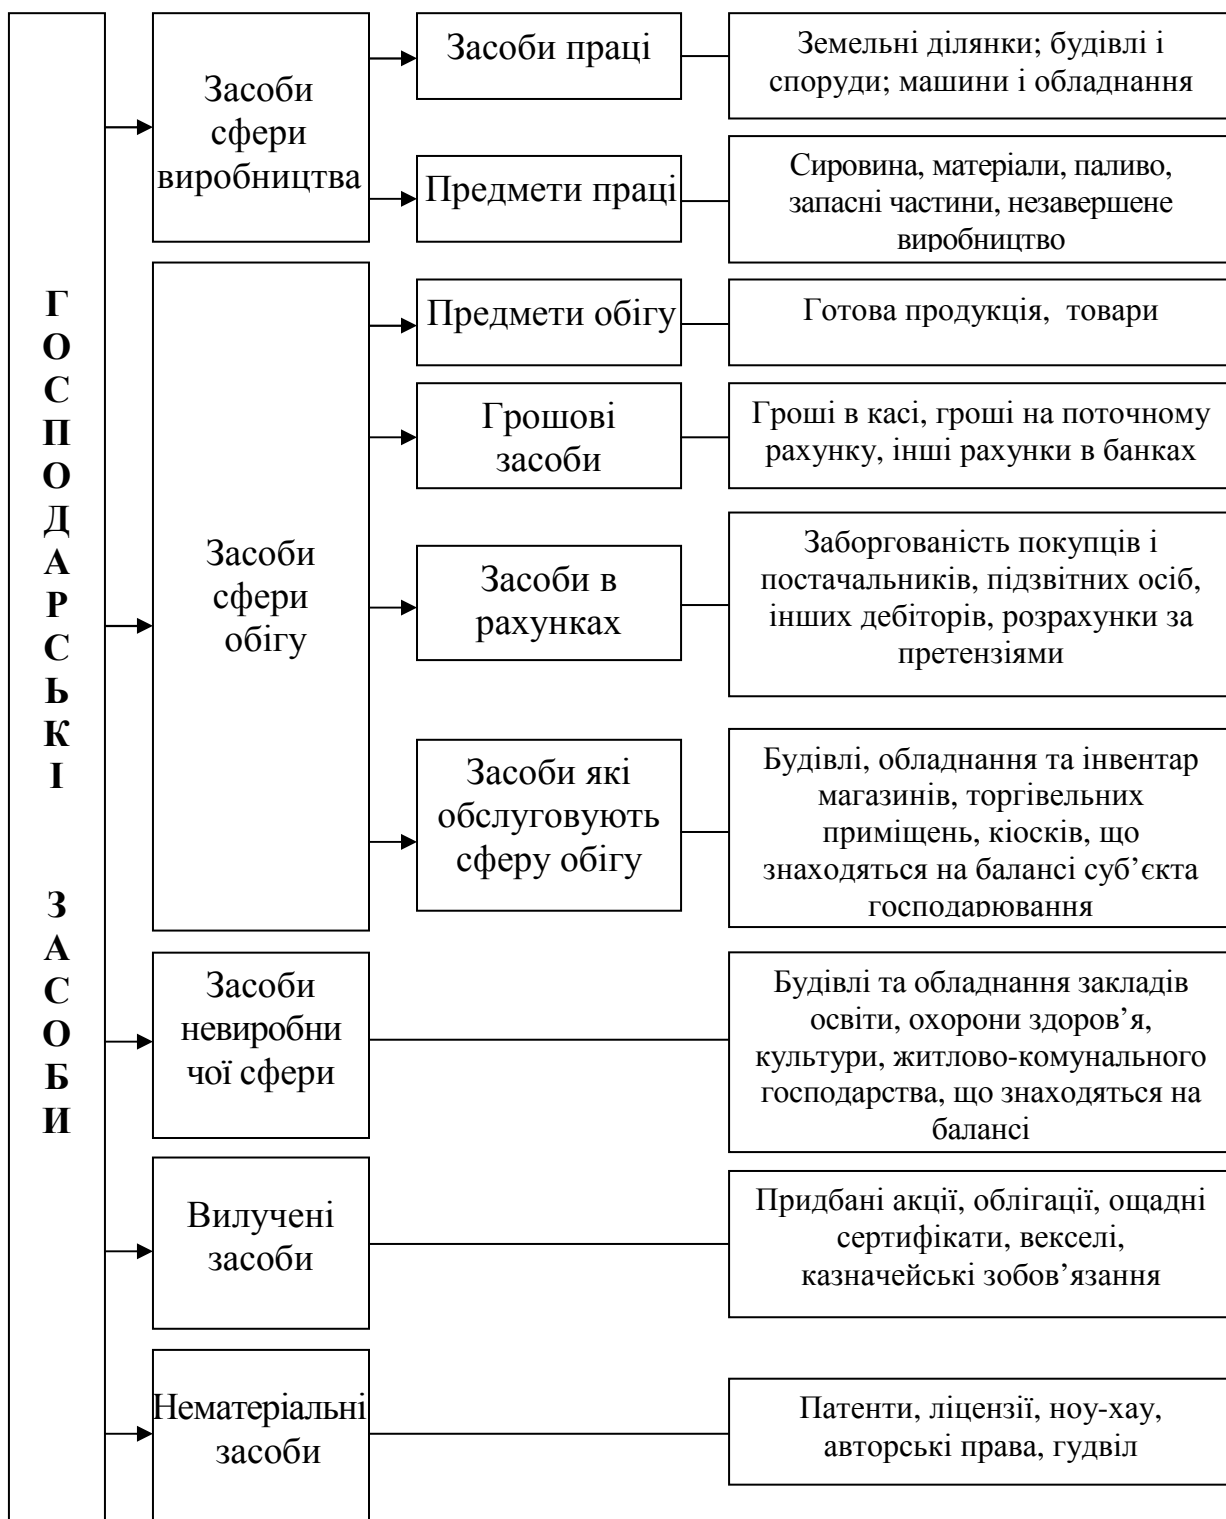 ГОСПОДАРСЬКІ ЗАСОБИ
Засоби
сфери
виробництва
Засоби праці
Земельні ділянки; будівлі і
споруди; машини і обладнання
Предмети праці
Сировина, матеріали, паливо,
запасні частини, незавершене
виробництво
Засоби
сфери
обігу
Предмети обігу
Готова продукція, товари
Грошові
засоби
Гроші в касі, гроші на поточному
рахунку, інші рахунки в банках
Засоби в
рахунках
Заборгованість покупців і
постачальників, підзвітних осіб,
інших дебіторів, розрахунки за
претензіями
Засоби які
обслуговують
сферу обігу
Будівлі, обладнання та інвентар
магазинів, торгівельних
приміщень, кіосків, що
знаходяться на балансі суб’єкта
господарювання
Засоби
невиробни
чої сфери
Будівлі та обладнання закладів
освіти, охорони здоров’я,
культури, житлово-комунального
господарства, що знаходяться на
балансі
Вилучені
засоби
Придбані акції, облігації, ощадні
сертифікати, векселі,
казначейські зобов’язання
Нематеріальні
засоби
Патенти, ліцензії, ноу-хау,
авторські права, гудвіл